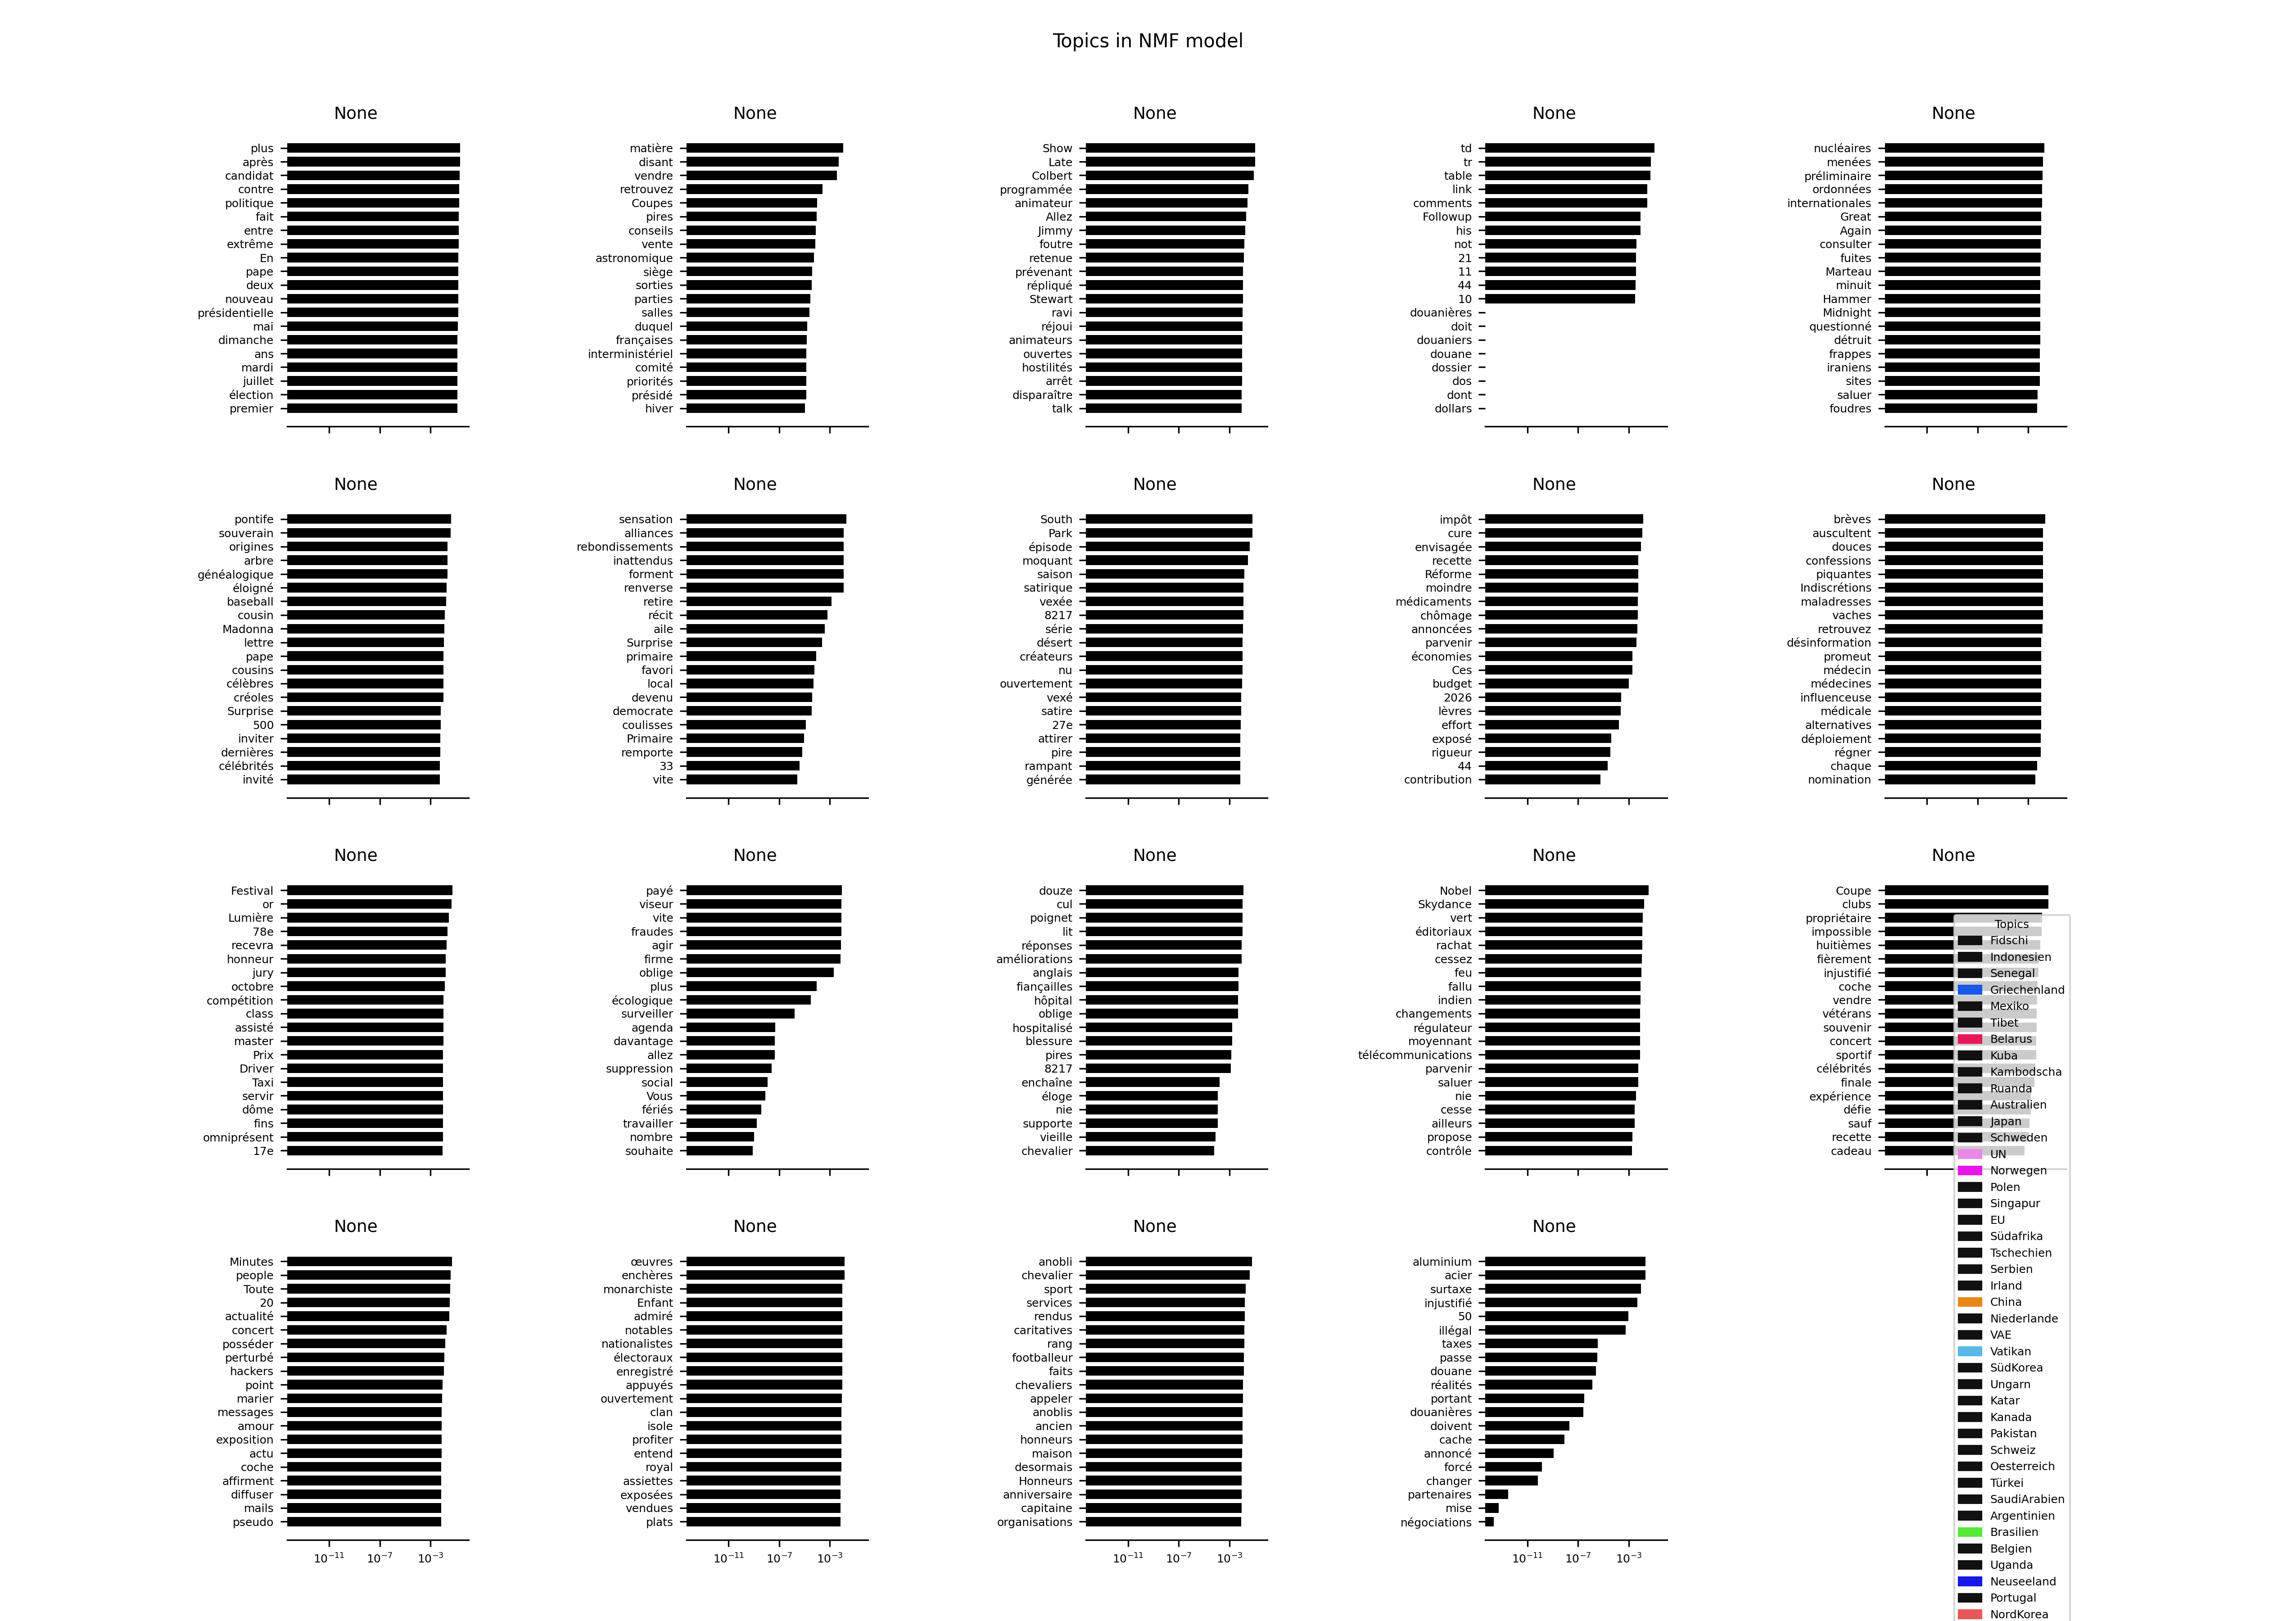 Topics in NMF model
None
plus
après
candidat
contre
politique
fait
entre
extrême
En
pape
deux
nouveau
présidentielle
mai
dimanche
ans
mardi
juillet
élection
premier
None
matière
disant
vendre
retrouvez
Coupes
pires
conseils
vente
astronomique
siège
sorties
parties
salles
duquel
françaises
interministériel
comité
priorités
présidé
hiver
None
Show
Late
Colbert
programmée
animateur
Allez
Jimmy
foutre
retenue
prévenant
répliqué
Stewart
ravi
réjoui
animateurs
ouvertes
hostilités
arrêt
disparaître
talk
None
td
tr
table
link
comments
Followup
his
not
21
11
44
10
douanières
doit
douaniers
douane
dossier
dos
dont
dollars
None
nucléaires
menées
préliminaire
ordonnées
internationales
Great
Again
consulter
fuites
Marteau
minuit
Hammer
Midnight
questionné
détruit
frappes
iraniens
sites
saluer
foudres
None
pontife
souverain
origines
arbre
généalogique
éloigné
baseball
cousin
Madonna
lettre
pape
cousins
célèbres
créoles
Surprise
500
inviter
dernières
célébrités
invité
None
sensation
alliances
rebondissements
inattendus
forment
renverse
retire
récit
aile
Surprise
primaire
favori
local
devenu
democrate
coulisses
Primaire
remporte
33
vite
None
South
Park
épisode
moquant
saison
satirique
vexée
8217
série
désert
créateurs
nu
ouvertement
vexé
satire
27e
attirer
pire
rampant
générée
None
impôt
cure
envisagée
recette
Réforme
moindre
médicaments
chômage
annoncées
parvenir
économies
Ces
budget
2026
lèvres
effort
exposé
rigueur
44
contribution
None
brèves
auscultent
douces
confessions
piquantes
Indiscrétions
maladresses
vaches
retrouvez
désinformation
promeut
médecin
médecines
influenceuse
médicale
alternatives
déploiement
régner
chaque
nomination
None
Festival
or
Lumière
78e
recevra
honneur
jury
octobre
compétition
class
assisté
master
Prix
Driver
Taxi
servir
dôme
fins
omniprésent
17e
None
payé
viseur
vite
fraudes
agir
firme
oblige
plus
écologique
surveiller
agenda
davantage
allez
suppression
social
Vous
fériés
travailler
nombre
souhaite
None
douze
cul
poignet
lit
réponses
améliorations
anglais
fiançailles
hôpital
oblige
hospitalisé
blessure
pires
8217
enchaîne
éloge
nie
supporte
vieille
chevalier
None
Nobel
Skydance
vert
éditoriaux
rachat
cessez
feu
fallu
indien
changements
régulateur
moyennant
télécommunications
parvenir
saluer
nie
cesse
ailleurs
propose
contrôle
None
Coupe
clubs
propriétaire
impossible
huitièmes
fièrement
injustifié
coche
vendre
vétérans
souvenir
concert
sportif
célébrités
finale
expérience
défie
sauf
recette
cadeau
None
Minutes
people
Toute
20
actualité
concert
posséder
perturbé
hackers
point
marier
messages
amour
exposition
actu
coche
affirment
diffuser
mails
pseudo
10⁻¹¹ 10⁻⁷ 10⁻³
None
œuvres
enchères
monarchiste
Enfant
admiré
notables
nationalistes
électoraux
enregistré
appuyés
ouvertement
clan
isole
profiter
entend
royal
assiettes
exposées
vendues
plats
10⁻¹¹ 10⁻⁷ 10⁻³
None
anobli
chevalier
sport
services
rendus
caritatives
rang
footballeur
faits
chevaliers
appeler
anoblis
ancien
honneurs
maison
desormais
Honneurs
anniversaire
capitaine
organisations
10⁻¹¹ 10⁻⁷ 10⁻³
None
aluminium
acier
surtaxe
injustifié
50
illégal
taxes
passe
douane
réalités
portant
douanières
doivent
cache
annoncé
forcé
changer
partenaires
mise
négociations
10⁻¹¹ 10⁻⁷ 10⁻³
Topics
Fidschi
Indonesien
Senegal
Griechenland
Mexiko
Tibet
Belarus
Kuba
Kambodscha
Ruanda
Australien
Japan
Schweden
UN
Norwegen
Polen
Singapur
EU
Südafrika
Tschechien
Serbien
Irland
China
Niederlande
VAE
Vatikan
SüdKorea
Ungarn
Katar
Kanada
Pakistan
Schweiz
Oesterreich
Türkei
SaudiArabien
Argentinien
Brasilien
Belgien
Uganda
Neuseeland
Portugal
NordKorea